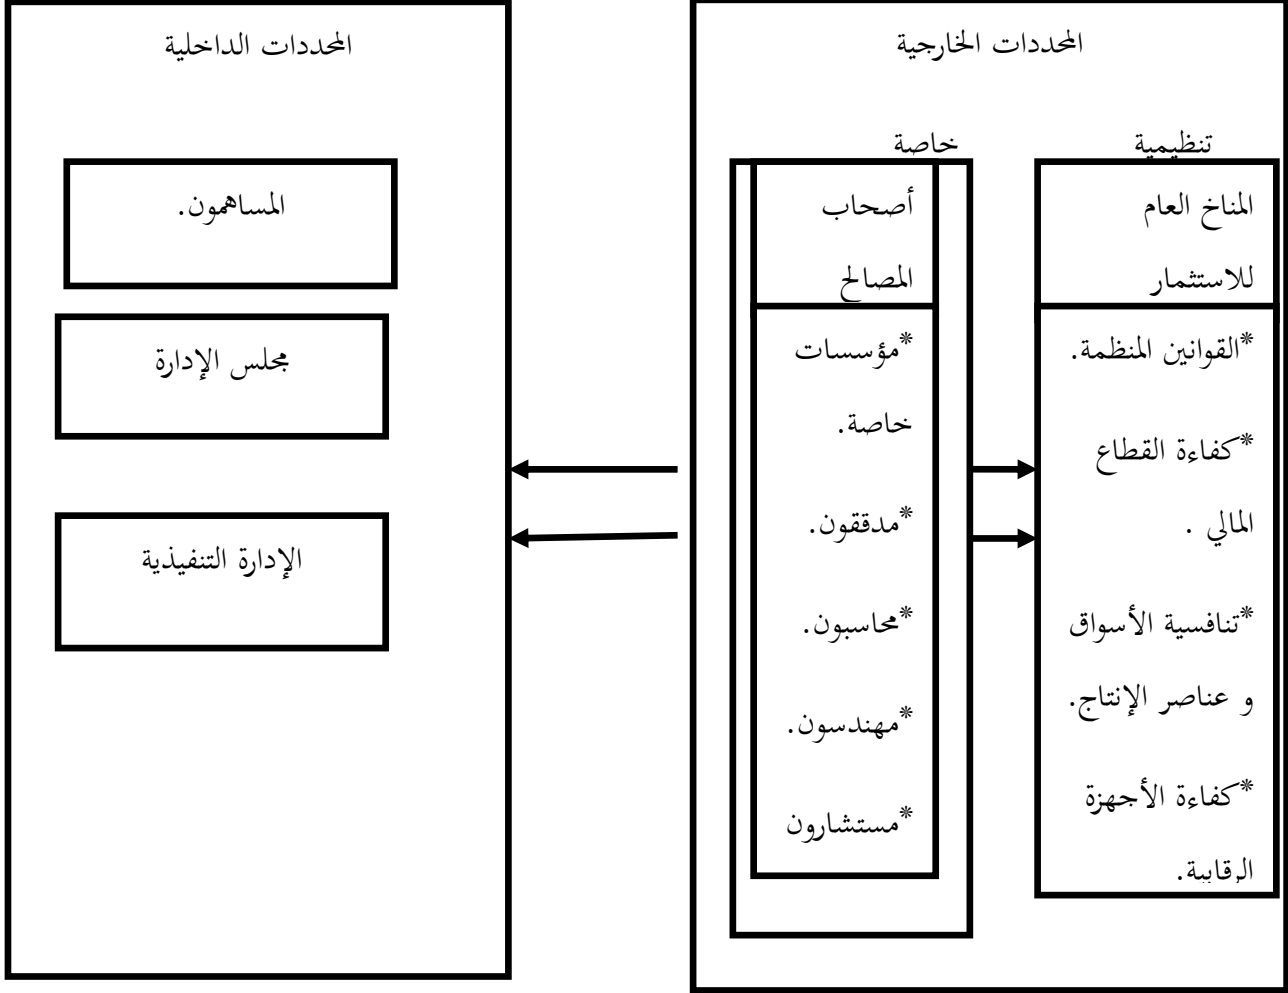 المحددات الخارجية
تنظيمية
المناخ العام
للاستثمار
*القوانين المنظمة.
*كفاءة القطاع
المالي .
*تنافسية الأسواق
و عناصر الإنتاج.
*كفاءة الأجهزة
الرقابية.
خاصة
أصحاب
المصالح
*مؤسسات
خاصة.
*مدققون.
*محاسبون.
*مهندسون.
*مستشارون
المحددات الداخلية
المساهمون.
مجلس الإدارة
الإدارة التنفيذية